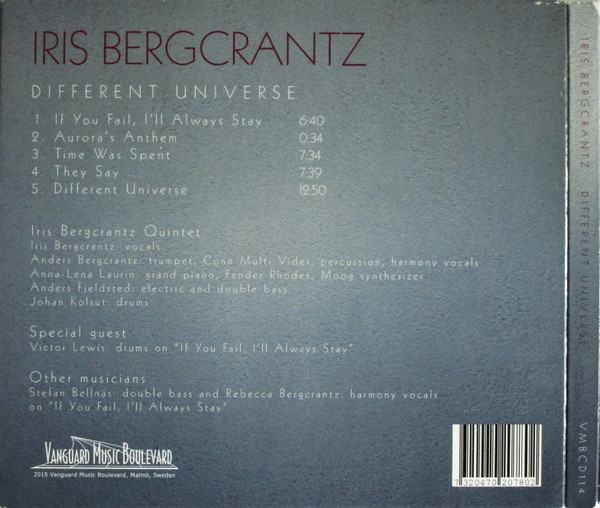 IRIS BERGCRANTZ
DIFFERENT UNIVERSE
1. If You Fail, I'll Always Stay 6:40
2. Aurora's Anthem 0:34
3. Time Was Spent 7:34
4. They Say ... 7:39
5. Different Universe 12:50
Iris Bergcrantz Quintet
Iris Bergcrantz: vocals
Anders Bergcrantz: trumpet, Conn Multi Vider, percussion, harmony vocals
Anna-Lena Laurin: grand piano, Fender Rhodes, Moog synthesizer
Anders Fjeldsted: electric and double bass
Johan Kolsut: drums
Special guest
Victor Lewis: drums on "If You Fail, I'll Always Stay"
Other musicians
Stefan Bellnäs: double bass and Rebecca Bergcrantz: harmony vocals
on "If You Fail, I'll Always Stay"
VANGUARD MUSIC BOULEVARD
2015 Vanguard Music Boulevard, Malmö, Sweden
7 320470 207802
IRIS BERGCRANTZ DIFFERENT UNIVERSE VMBCD114